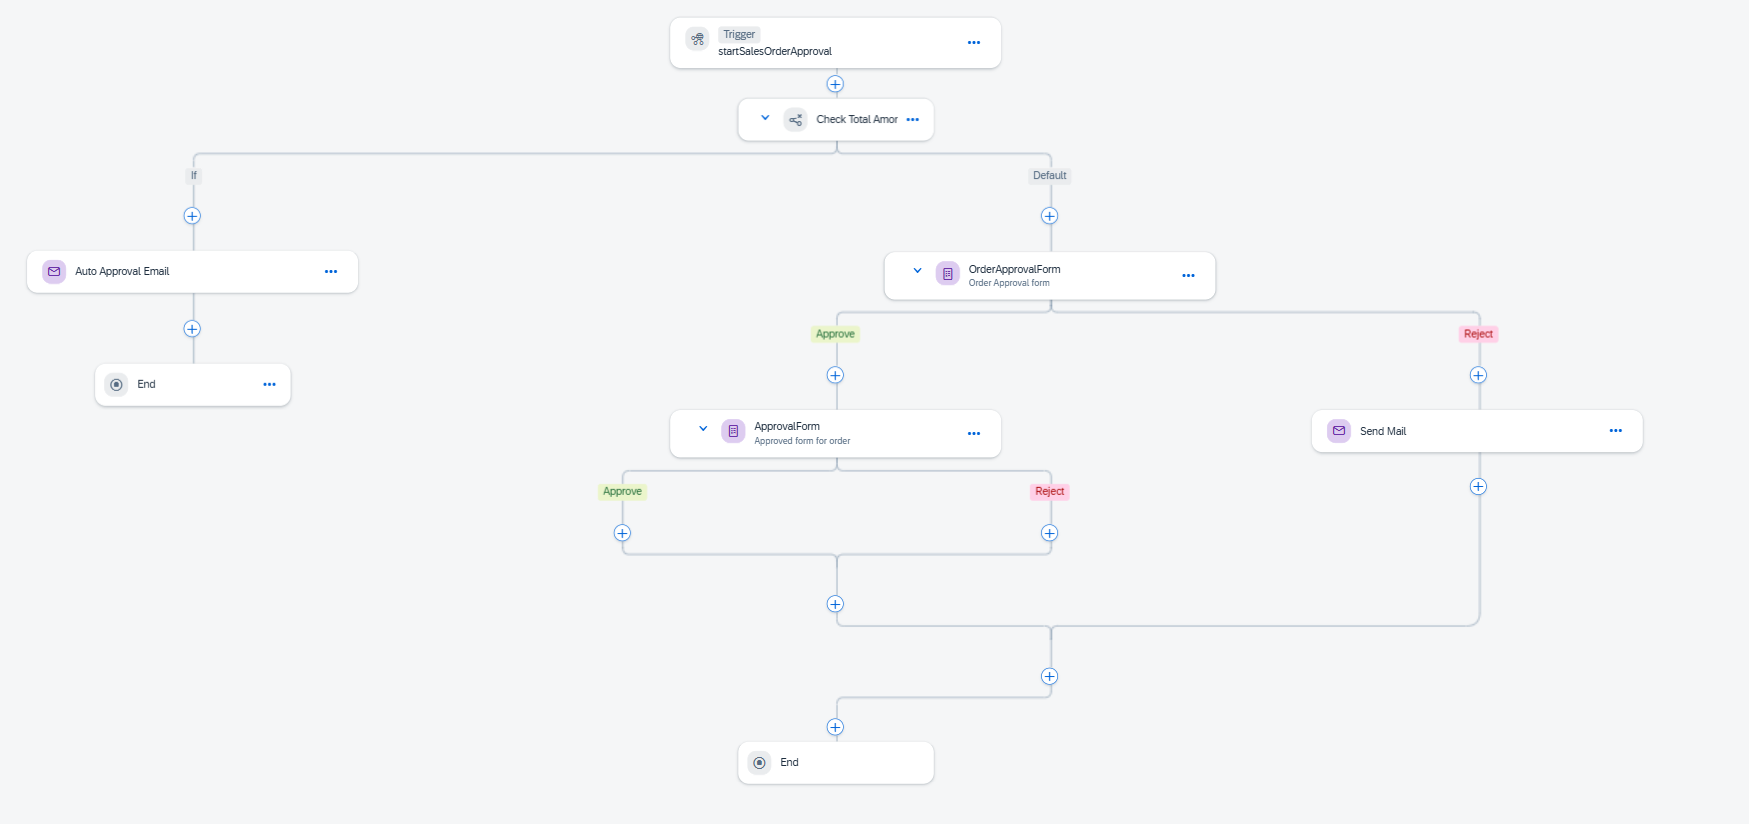 Trigger
startSalesOrderApproval
Check Total Amor
If
Default
Auto Approval Email
OrderApprovalForm
Order Approval form
Approve
Reject
End
ApprovalForm
Approved form for order
Send Mail
Approve
Reject
End